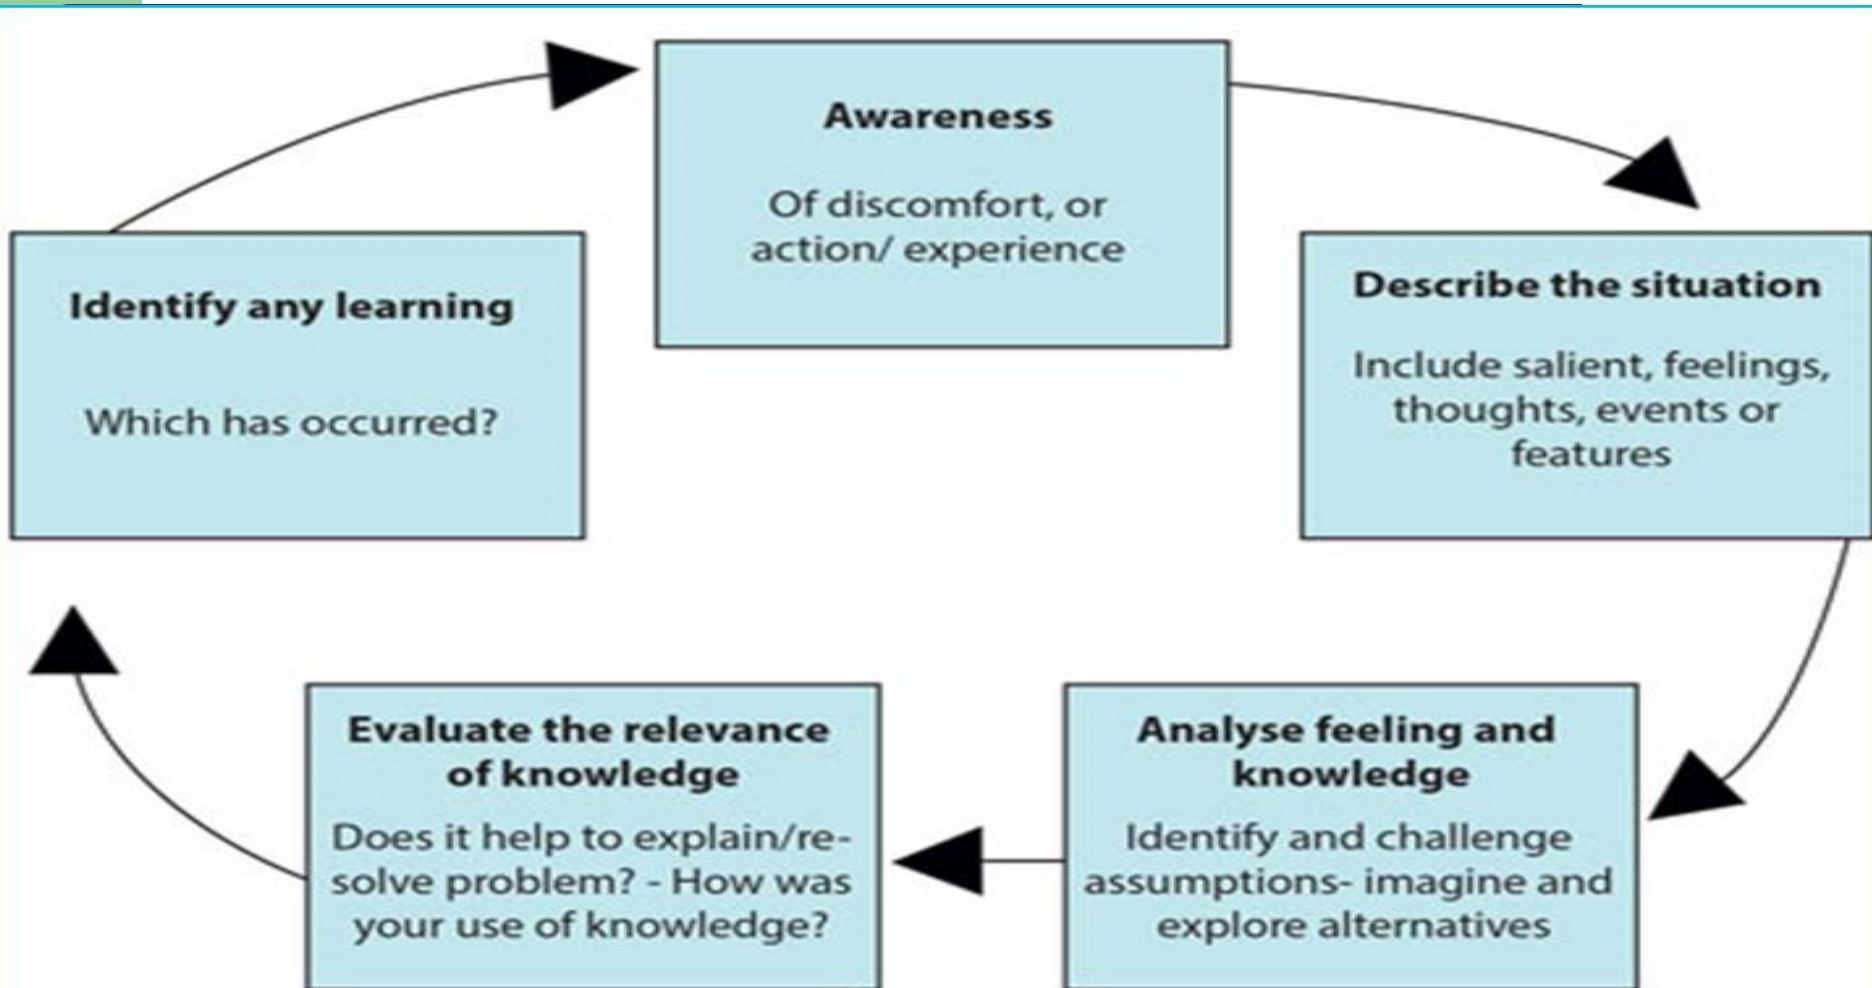 Awareness
Of discomfort, or
action/ experience
Describe the situation
Include salient, feelings,
thoughts, events or
features
Analyse feeling and
knowledge
Identify and challenge
assumptions- imagine and
explore alternatives
Evaluate the relevance
of knowledge
Does it help to explain/re-
solve problem? - How was
your use of knowledge?
Identify any learning
Which has occurred?